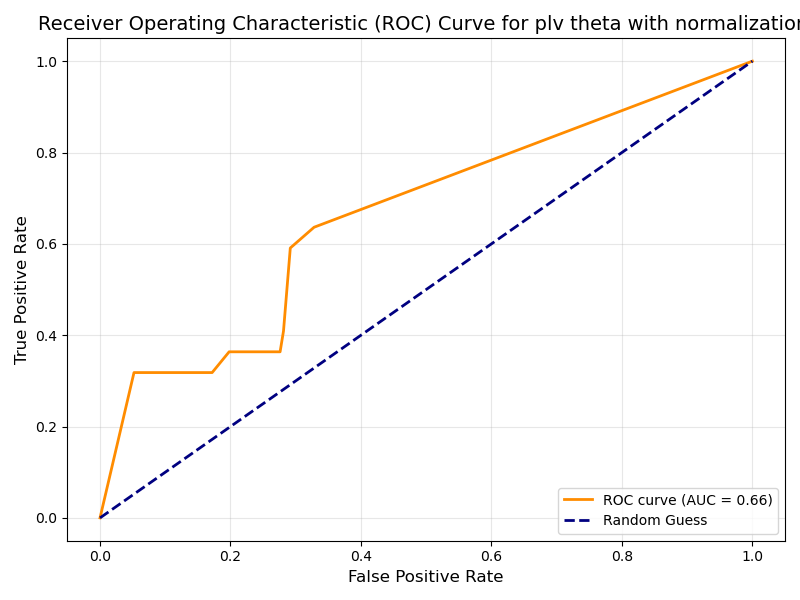 Receiver Operating Characteristic (ROC) Curve for plv theta with normalization
True Positive Rate
1.0
0.8
0.6
0.4
0.2
0.0
ROC curve (AUC = 0.66)
Random Guess
0.0 0.2 0.4 0.6 0.8 1.0
False Positive Rate